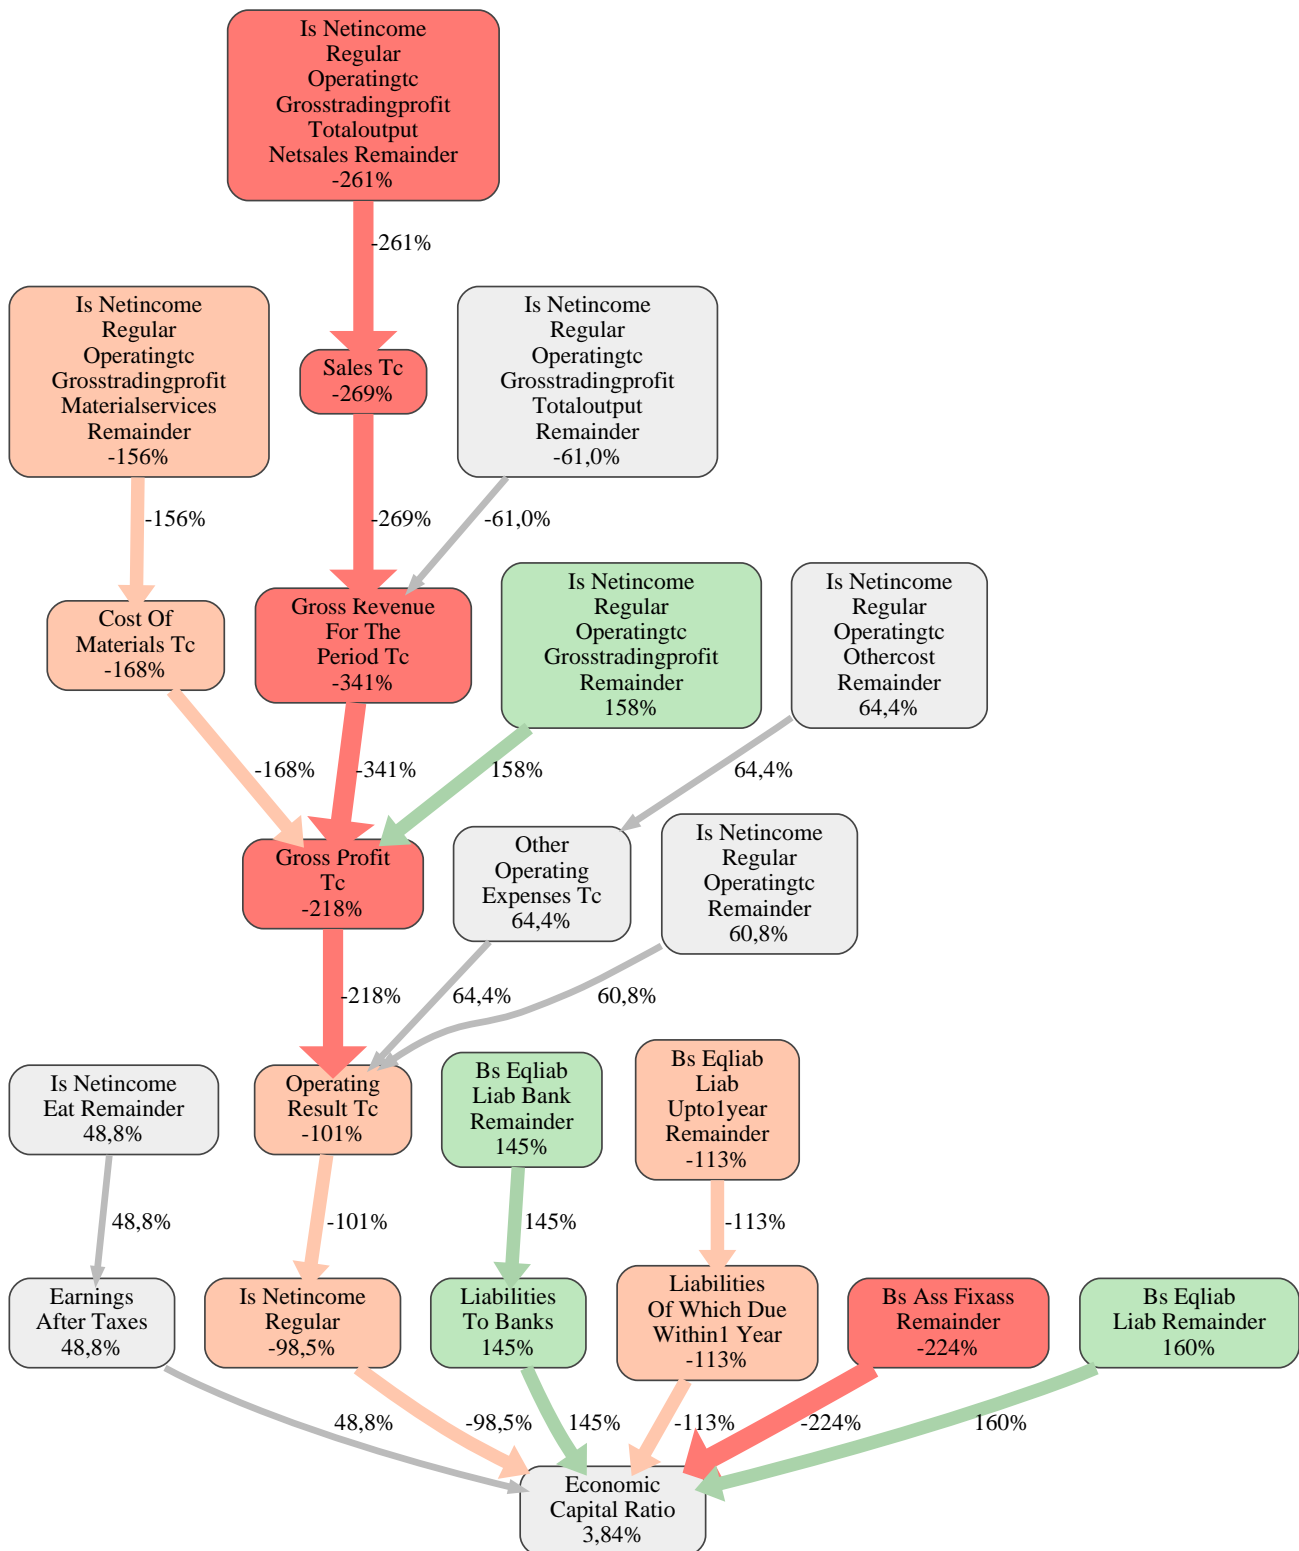 Is Netincome
Regular
Operatingtc
Grosstradingprofit
Totaloutput
Netsales Remainder
-261%
-261%
Is Netincome
Regular
Operatingtc
Grosstradingprofit
Materialservices
Remainder
-156%
Sales Tc
-269%
Is Netincome
Regular
Operatingtc
Grosstradingprofit
Totaloutput
Remainder
-61,0%
-156%
-269%
-61,0%
Cost Of
Materials Tc
-168%
Gross Revenue
For The
Period Tc
-341%
Is Netincome
Regular
Operatingtc
Grosstradingprofit
Remainder
158%
Is Netincome
Regular
Operatingtc
Othercost
Remainder
64,4%
-168%
-341%
158%
64,4%
Gross Profit
Tc
-218%
Other
Operating
Expenses Tc
64,4%
Is Netincome
Regular
Operatingtc
Remainder
60,8%
-218%
64,4%
60,8%
Is Netincome
Eat Remainder
48,8%
Operating
Result Tc
-101%
Bs Eqliab
Liab Bank
Remainder
145%
Bs Eqliab
Liab
Upto1year
Remainder
-113%
48,8%
-101%
145%
-113%
Earnings
After Taxes
48,8%
Is Netincome
Regular
-98,5%
Liabilities
To Banks
145%
Liabilities
Of Which Due
Within1 Year
-113%
Bs Ass Fixass
Remainder
-224%
Bs Eqliab
Liab Remainder
160%
48,8%
-98,5%
145%
-113%
-224%
160%
Economic
Capital Ratio
3,84%